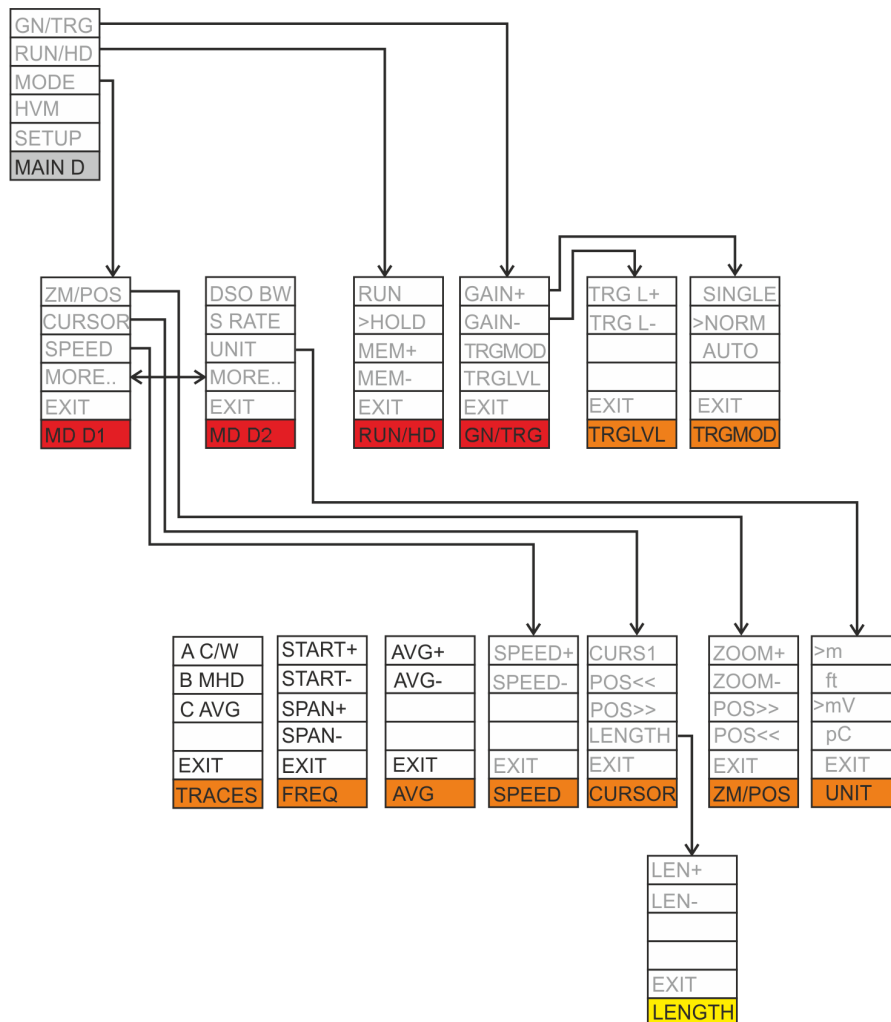 GN/TRG
RUN/HD
MODE
HVM
SETUP
MAIN D
ZM/POS
CURSOR
SPEED
MORE..
EXIT
MD D1
DSO BW
S RATE
UNIT
MORE..
EXIT
MD D2
RUN
>HOLD
MEM+
MEM-
EXIT
RUN/HD
GAIN+
GAIN-
TRGMOD
TRGLVL
EXIT
GN/TRG
TRG L+
TRG L-
EXIT
TRGLVL
SINGLE
>NORM
AUTO
EXIT
TRGMOD
A C/W
B MHD
C AVG
EXIT
TRACES
START+
START-
SPAN+
SPAN-
EXIT
FREQ
AVG+
AVG-
EXIT
AVG
SPEED+
SPEED-
EXIT
SPEED
CURS1
POS<<
POS>>
LENGTH
EXIT
CURSOR
ZOOM+
ZOOM-
POS>>
POS<<
EXIT
ZM/POS
>m
ft
>mV
pC
EXIT
UNIT
LEN+
LEN-
EXIT
LENGTH